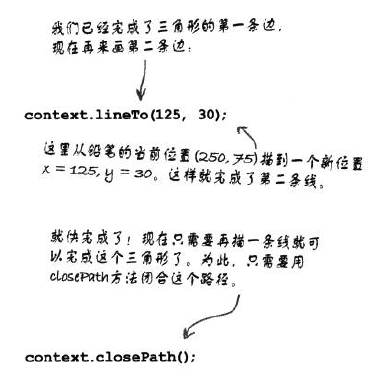 我们已经完成了三角形的第一条边，
现在再来画第二条边：
context.lineTo(125, 30);
这里从铅笔的当前位置(250, 75)描到一个新位置
x = 125, y = 30。这样就完成了第二条线。
就快完成了！现在只需要再描一条线就可
以完成这个三角形了。为此，只需要用
closePath方法闭合这个路径。
context.closePath();